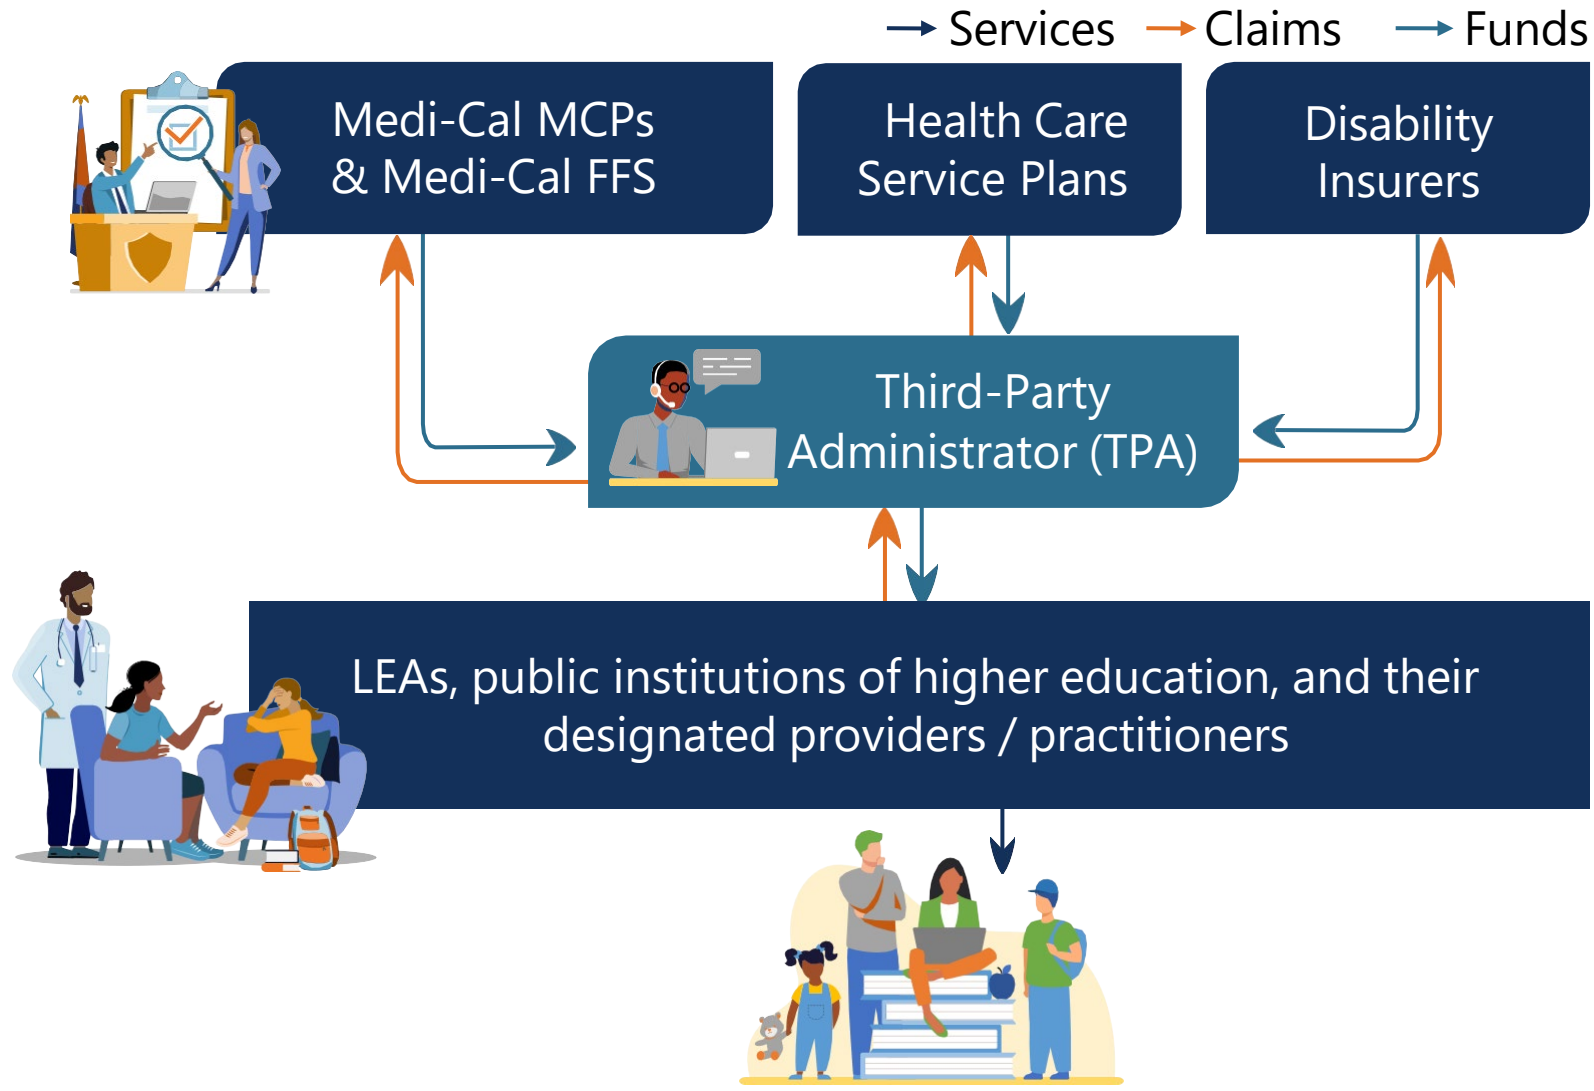 Services Claims Funds
Medi-Cal MCPs
& Medi-Cal FFS
Health Care
Service Plans
Disability
Insurers
Third-Party
Administrator (TPA)
LEAs, public institutions of higher education, and their
designated providers / practitioners